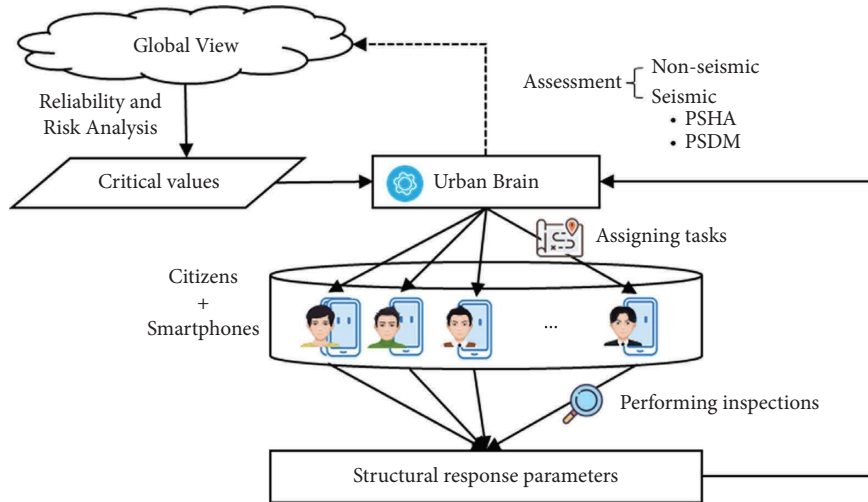 Global View
Reliability and
Risk Analysis
Assessment
Non-seismic
Seismic
• PSHA
• PSDM
Critical values
Urban Brain
Assigning tasks
Citizens
+
Smartphones
...
Performing inspections
Structural response parameters